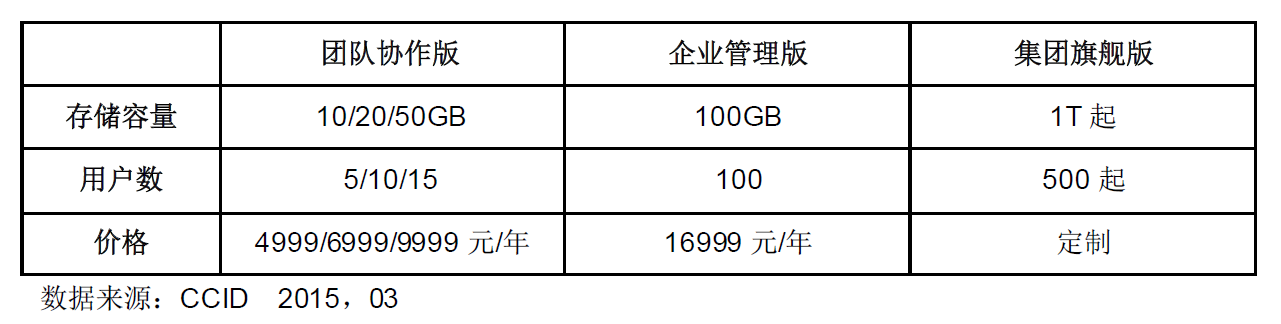 团队协作版 企业管理版 集团旗舰版
存储容量 10/20/50GB 100GB 1T 起
用户数 5/10/15 100 500 起
价格 4999/6999/9999 元/年 16999 元/年 定制
数据来源：CCID 2015，03